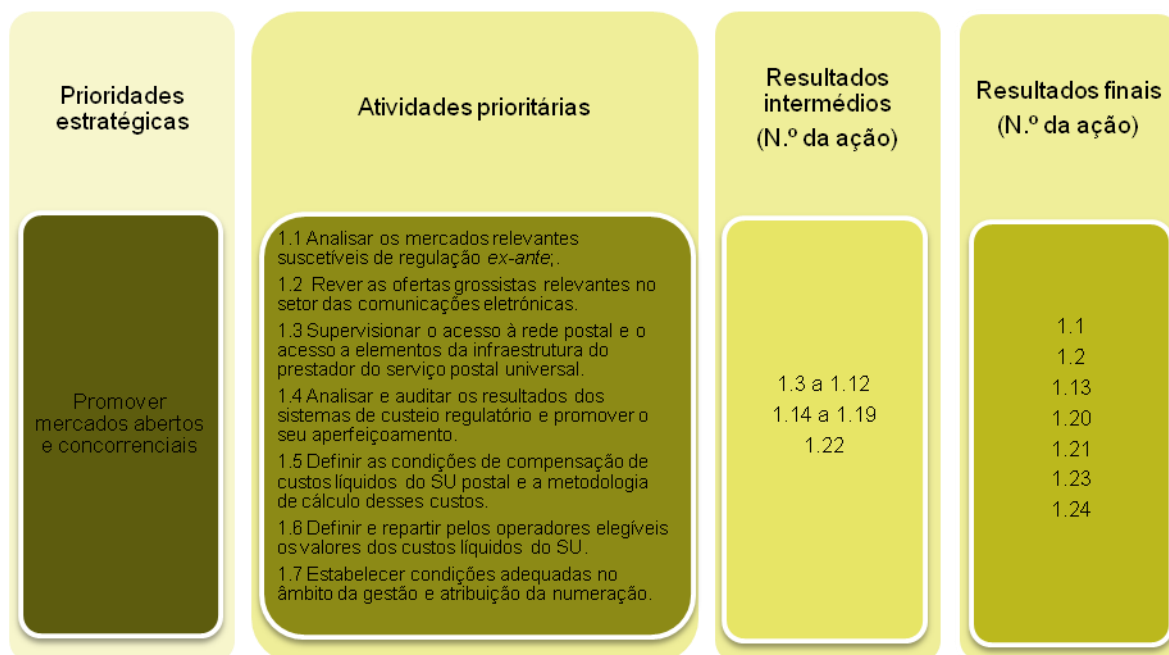 Prioridades
estratégicas
Promover
mercados abertos
e concorrenciais
Atividades prioritárias
1.1 Analisar os mercados relevantes
suscetíveis de regulação ex-ante;.
1.2 Rever as ofertas grossistas relevantes no
setor das comunicações eletrónicas.
1.3 Supervisionar o acesso à rede postal e o
acesso a elementos da infraestrutura do
prestador do serviço postal universal.
1.4 Analisar e auditar os resultados dos
sistemas de custeio regulatório e promover o
seu aperfeiçoamento.
1.5 Definir as condições de compensação de
custos líquidos do SU postal e a metodologia
de cálculo desses custos.
1.6 Definir e repartir pelos operadores elegíveis
os valores dos custos líquidos do SU.
1.7 Estabelecer condições adequadas no
âmbito da gestão e atribuição da numeração.
Resultados
intermédios
(N.º da ação)
1.3 a 1.12
1.14 a 1.19
1.22
Resultados finais
(N.º da ação)
1.1
1.2
1.13
1.20
1.21
1.23
1.24